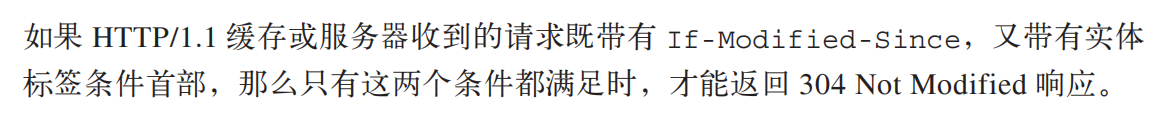 如果 HTTP/1.1 缓存或服务器收到的请求既带有 If-Modified-Since，又带有实体
标签条件首部，那么只有这两个条件都满足时，才能返回 304 Not Modified 响应。